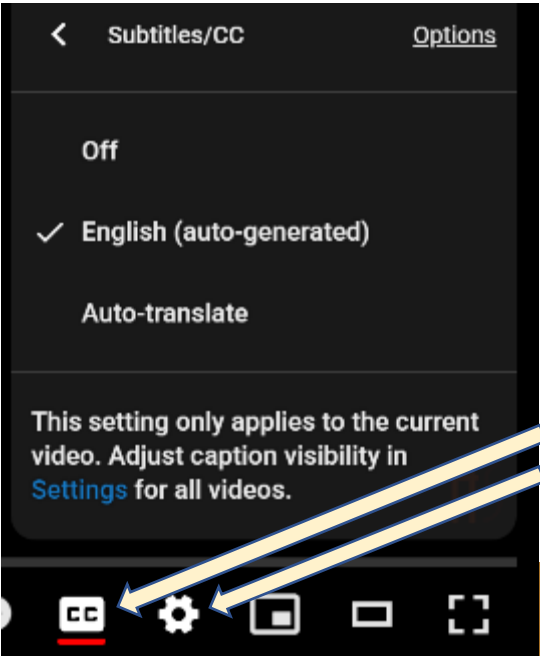 Subtitles/CC Options
Off
English (auto-generated)
Auto-translate
This setting only applies to the current
video. Adjust caption visibility in
Settings for all videos.
CC